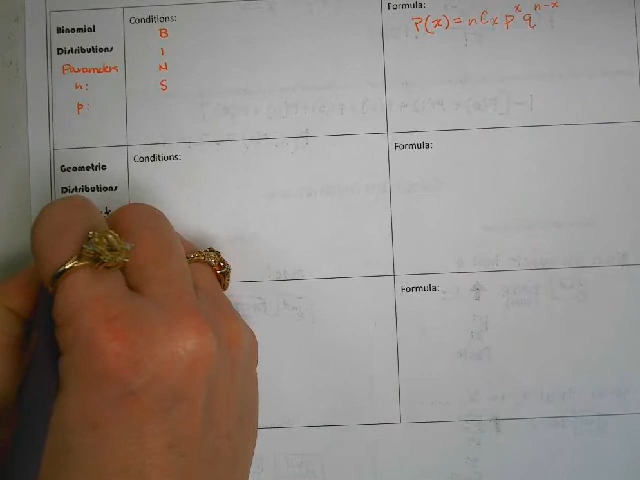 Binomial
Distributions
Parameters
n:
p:
Conditions:
B
I
N
S
Formula:
P(x) = nCx p^x q^n-x
Geometric
Distributions
Conditions:
Formula:
Formula: